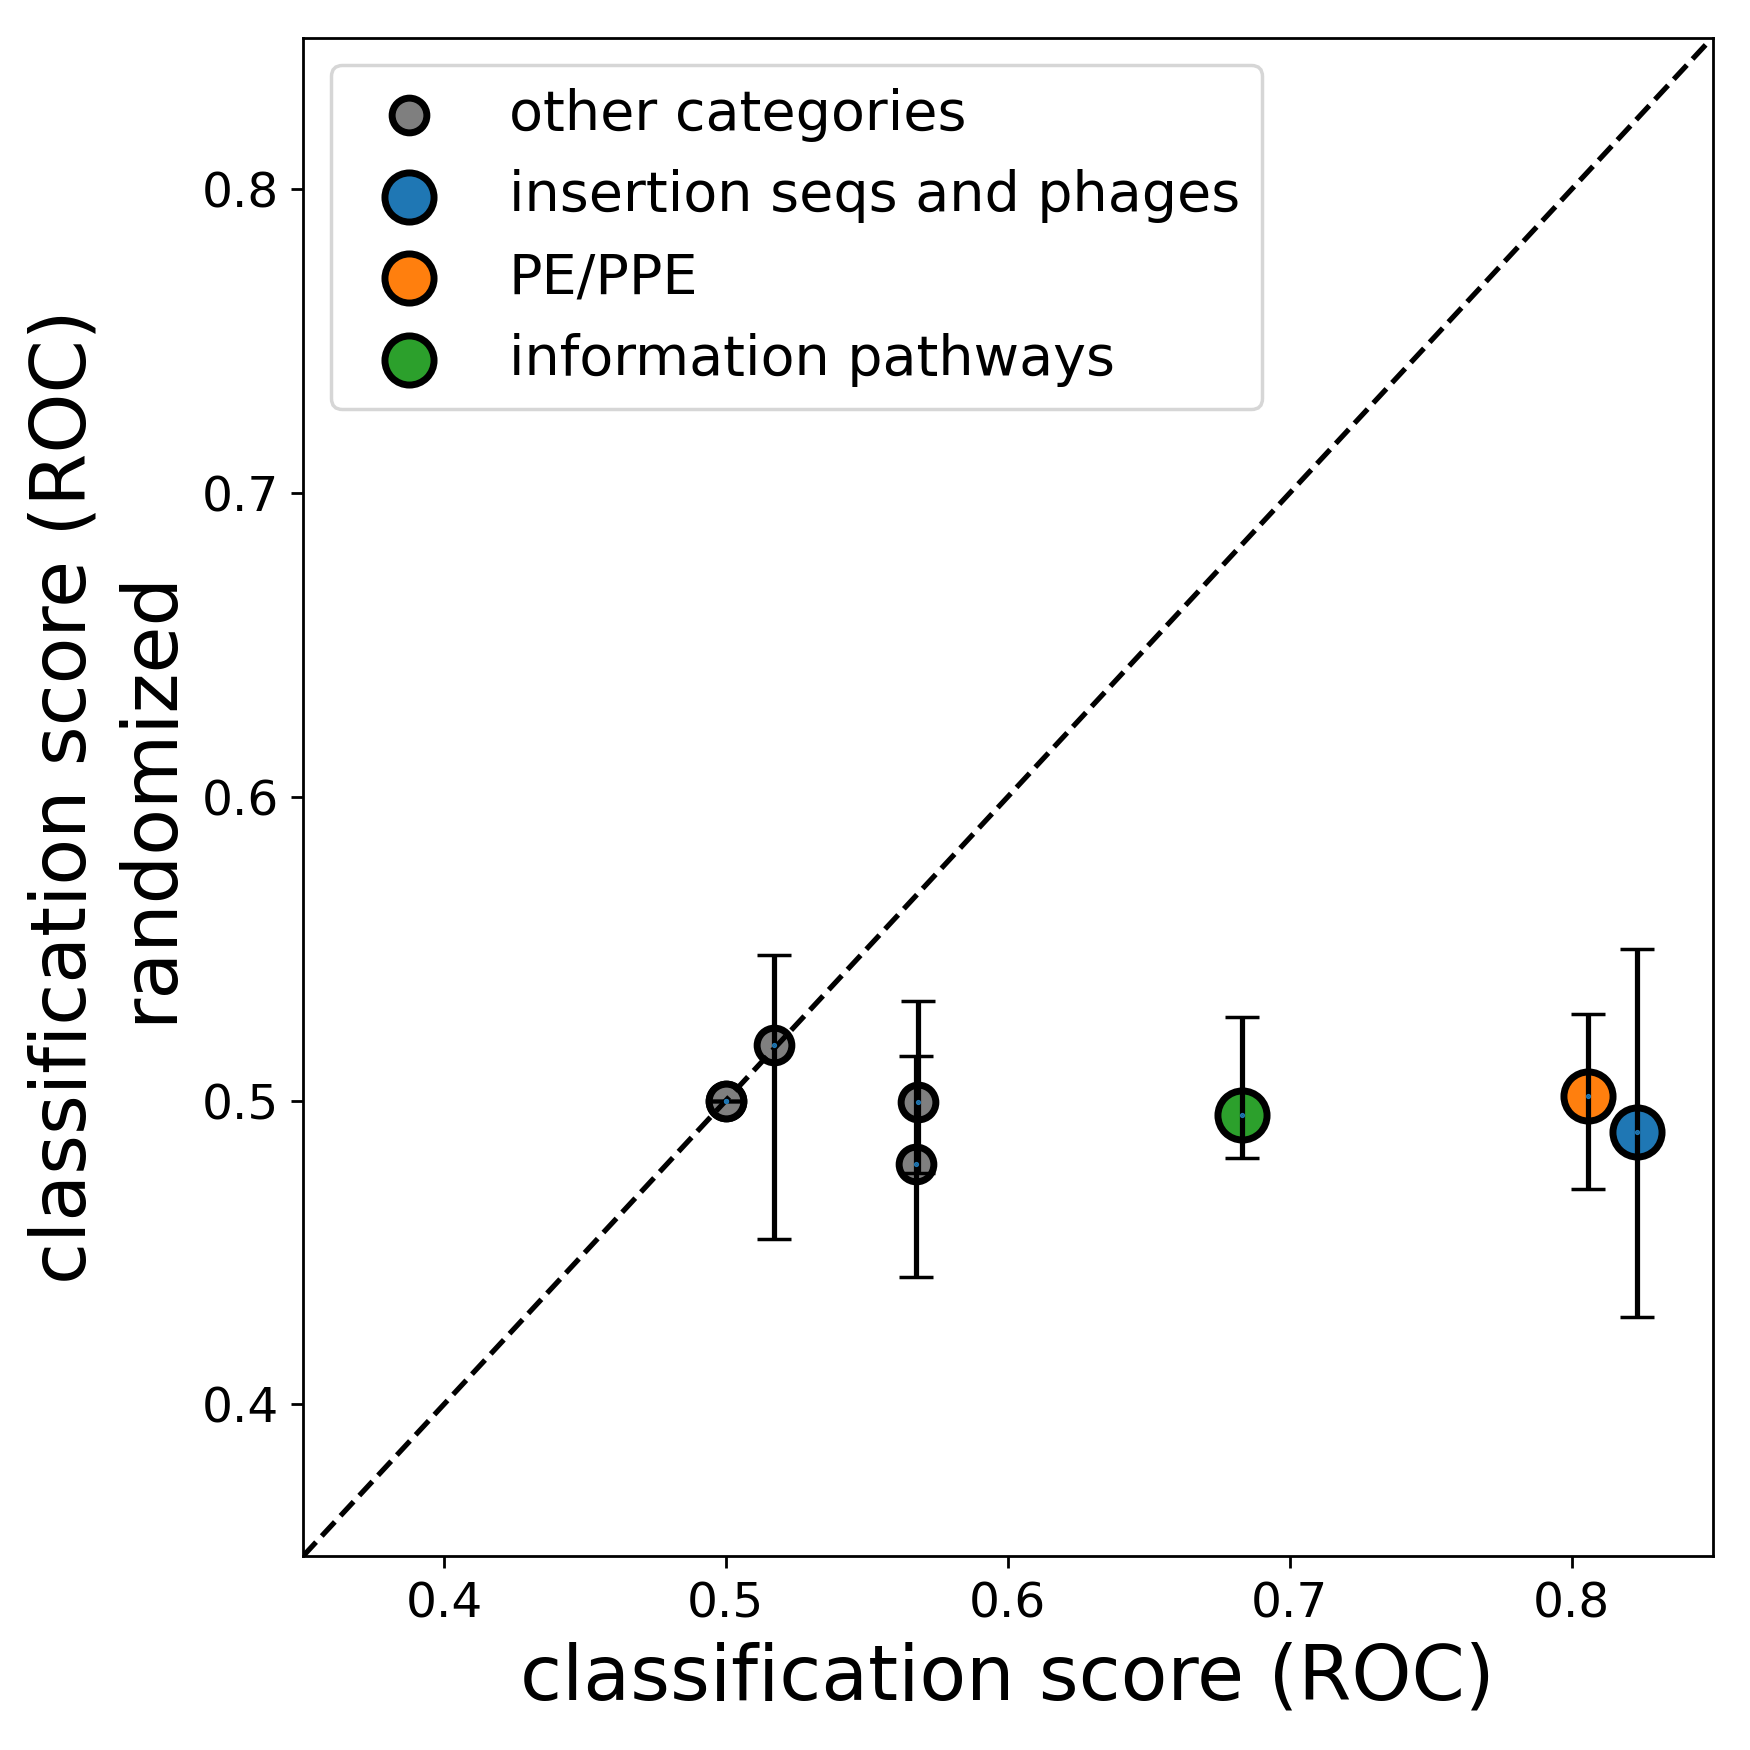 other categories
insertion seqs and phages
PE/PPE
information pathways
classification score (ROC)
randomized
0.8
0.7
0.6
0.5
0.4
0.4
0.5
0.6
0.7
0.8
classification score (ROC)